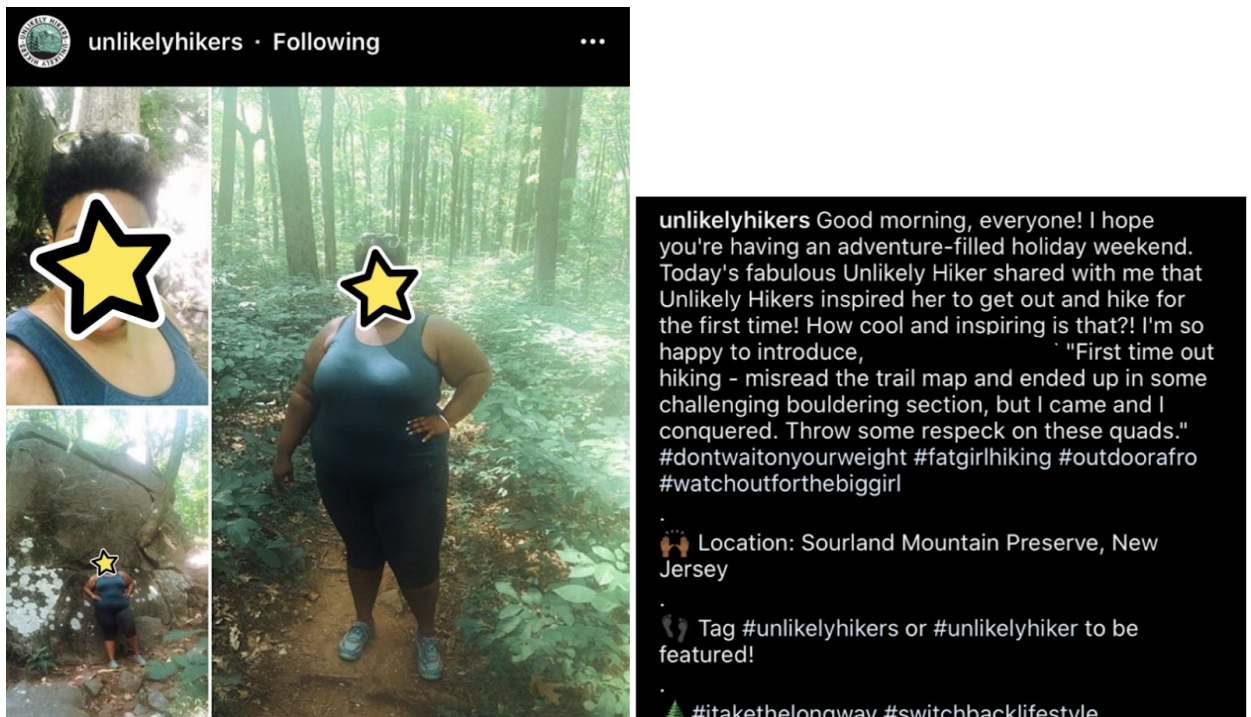 unlikelyhikers · Following
unlikelyhikers Good morning, everyone! I hope
you're having an adventure-filled holiday weekend.
Today's fabulous Unlikely Hiker shared with me that
Unlikely Hikers inspired her to get out and hike for
the first time! How cool and inspiring is that?! I'm so
happy to introduce, "First time out
hiking - misread the trail map and ended up in some
challenging bouldering section, but I came and I
conquered. Throw some respeck on these quads."
#dontwaitonyourweight #fatgirlhiking #outdoorafro
#watchoutforthebiggirl
.
Location: Sourland Mountain Preserve, New
Jersey
.
Tag #unlikelyhikers or #unlikelyhiker to be
featured!
.
#itakethelongway #switchbacklifestyle